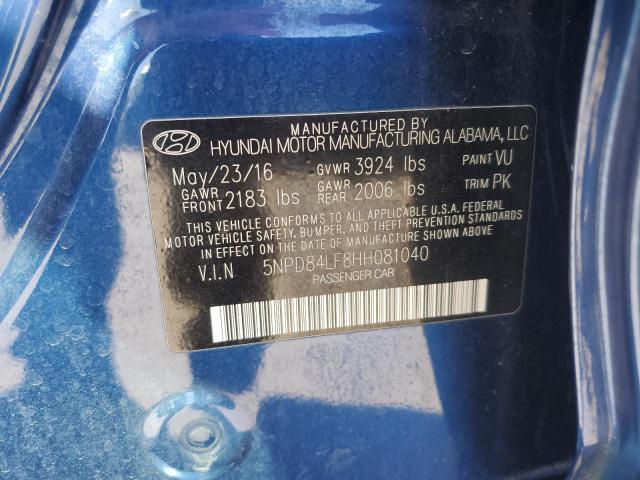 MANUFACTURED BY
HYUNDAI MOTOR MANUFACTURING ALABAMA, LLC
May/23/16 GVWR 3924 lbs PAINT VU
GAWR FRONT 2183 lbs GAWR REAR 2006 lbs TRIM PK
THIS VEHICLE CONFORMS TO ALL APPLICABLE U.S.A. FEDERAL
MOTOR VEHICLE SAFETY, BUMPER, AND THEFT PREVENTION STANDARDS
IN EFFECT ON THE DATE OF MANUFACTURE SHOWN ABOVE.
V.I.N 5NPD84LF8HH081040
PASSENGER CAR